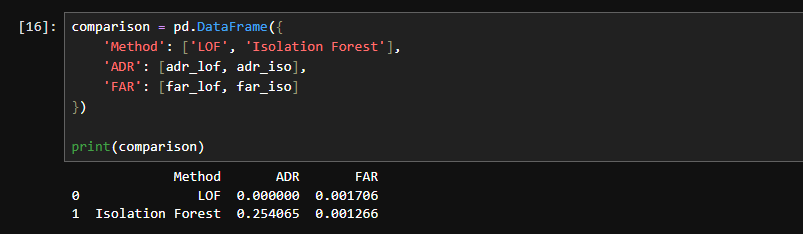 [16]: comparison = pd.DataFrame({
    'Method': ['LOF', 'Isolation Forest'],
    'ADR': [adr_lof, adr_iso],
    'FAR': [far_lof, far_iso]
})
print(comparison)
             Method       ADR       FAR
0               LOF  0.000000  0.001706
1  Isolation Forest  0.254065  0.001266